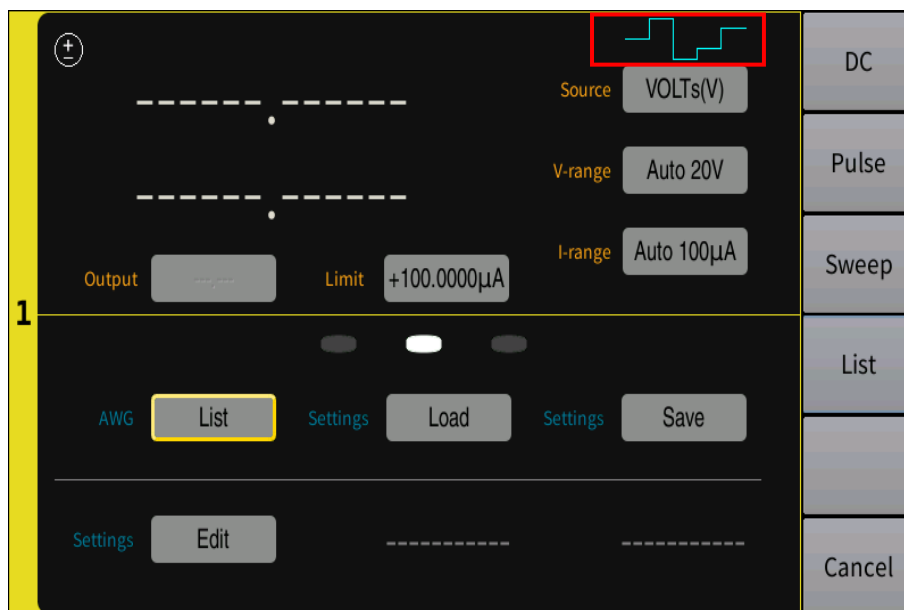 1
±
------.------
Source VOLTs(V)
------.------
V-range Auto 20V
I-range Auto 100µA
Output ---.--- Limit +100.0000µA
AWG List Settings Load Settings Save
Settings Edit ----------- -----------
DC
Pulse
Sweep
List
Cancel